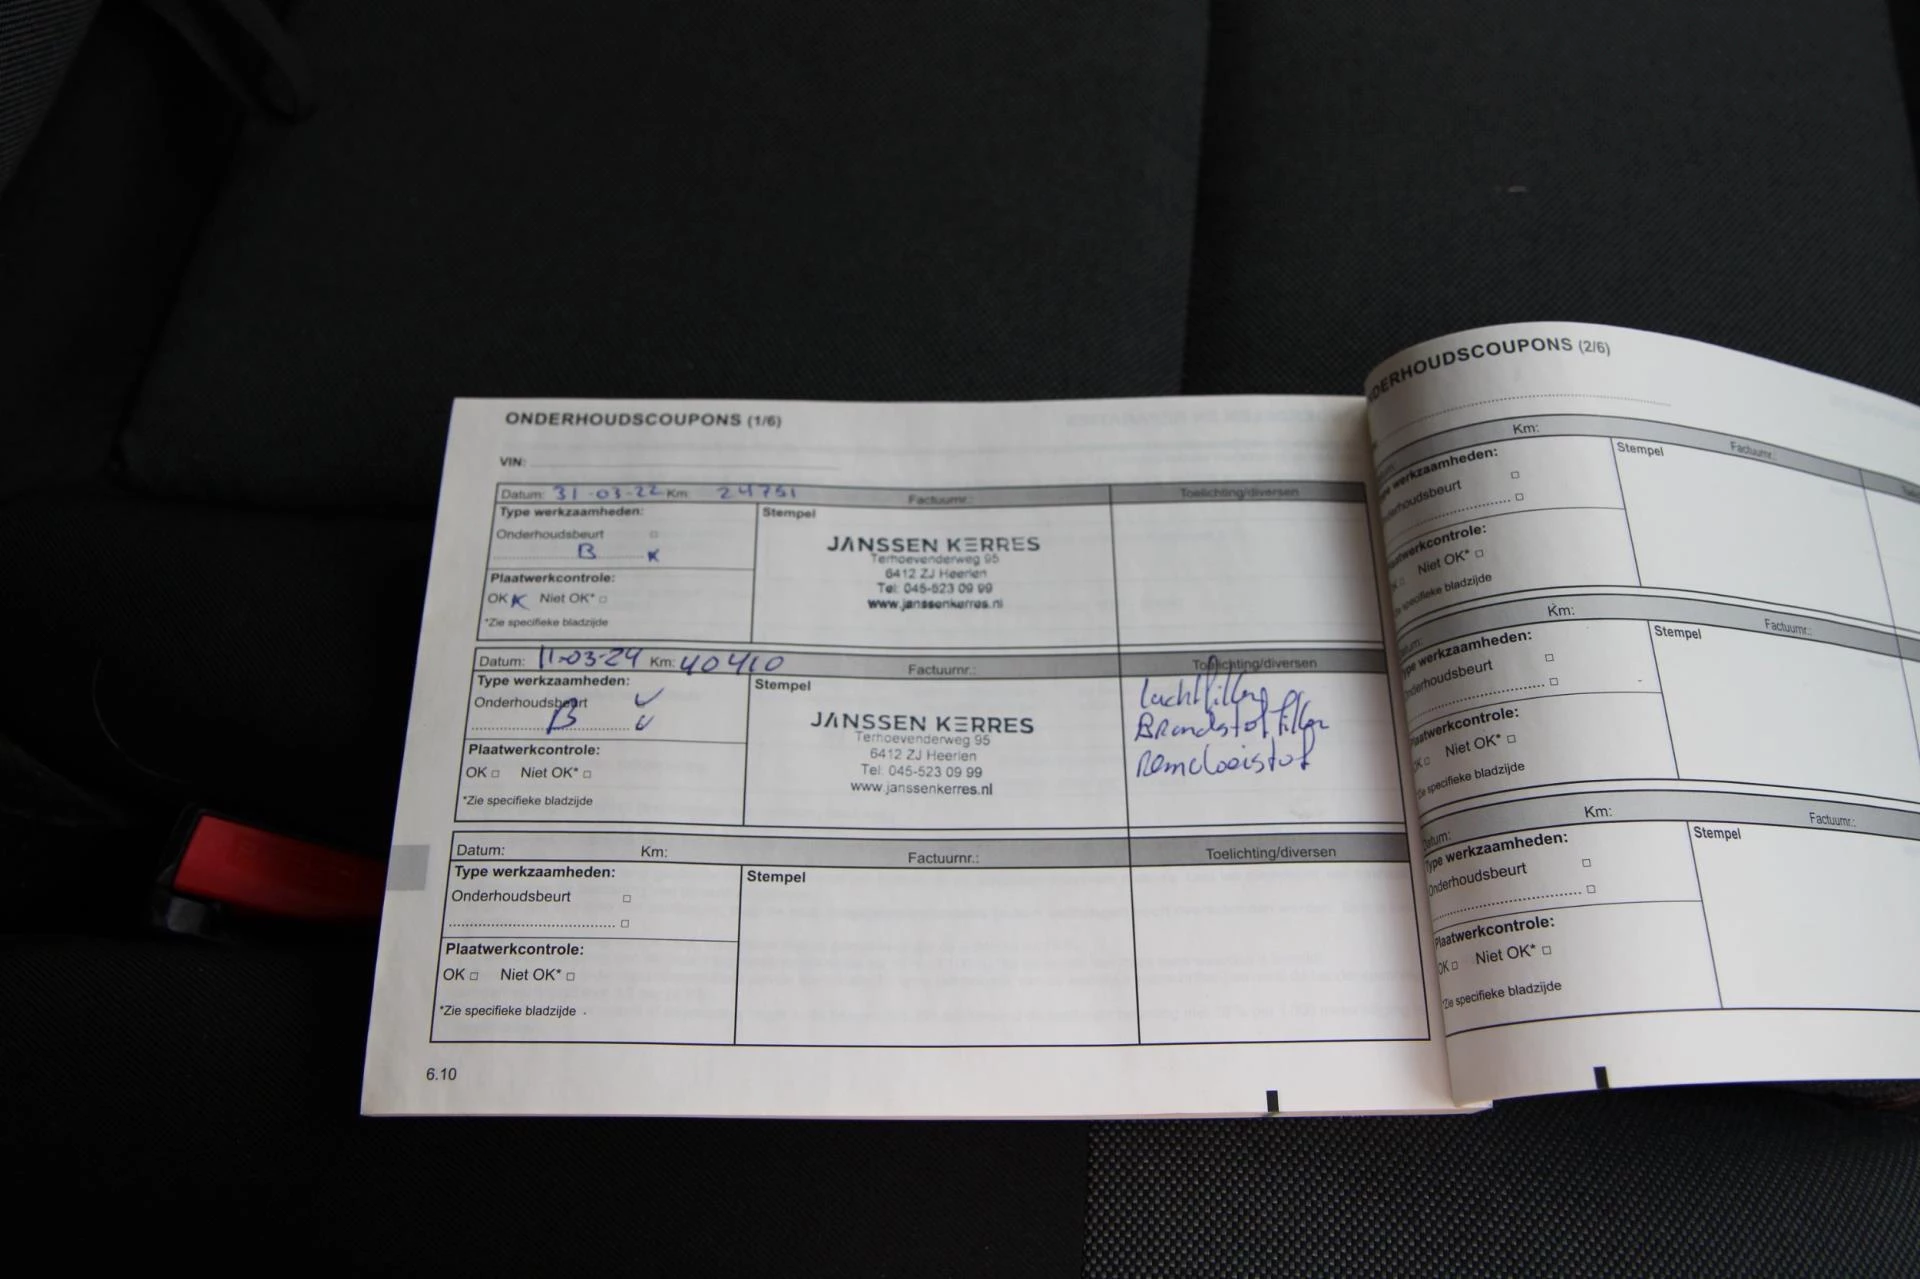 ONDERHOUDSCOUPONS (1/6)
VIN:
Datum: 31-03-22 Km: 24751 Factuurnr.: Toelichting/diversen
Type werkzaamheden:
Stempel
Onderhoudsbeurt
B
JANSSEN KERRES
Terhoevenderweg 95
6412 ZJ Heerlen
Tel: 045-523 09 99
www.janssenkerres.nl
Plaatwerkcontrole:
OK Niet OK*
*Zie specifieke bladzijde
Datum: 11-03-24 Km: 40410 Factuurnr.: Toelichting/diversen
Type werkzaamheden:
Stempel
Onderhoudsbeurt
B
JANSSEN KERRES
Terhoevenderweg 95
6412 ZJ Heerlen
Tel: 045-523 09 99
www.janssenkerres.nl
Luchtfilter
Brandstof filter
Remvloeistof
Plaatwerkcontrole:
OK Niet OK*
*Zie specifieke bladzijde
Datum: Km: Factuurnr.: Toelichting/diversen
Type werkzaamheden:
Stempel
Onderhoudsbeurt
Plaatwerkcontrole:
OK Niet OK*
*Zie specifieke bladzijde
6.10
ONDERHOUDSCOUPONS (2/6)
Km: Factuurnr.:
Type werkzaamheden:
Stempel
Onderhoudsbeurt
Plaatwerkcontrole:
OK Niet OK*
*Zie specifieke bladzijde
Datum: Km: Factuurnr.:
Type werkzaamheden:
Stempel
Onderhoudsbeurt
Plaatwerkcontrole:
OK Niet OK*
*Zie specifieke bladzijde
Datum: Km: Factuurnr.:
Type werkzaamheden:
Stempel
Onderhoudsbeurt
Plaatwerkcontrole:
OK Niet OK*
*Zie specifieke bladzijde